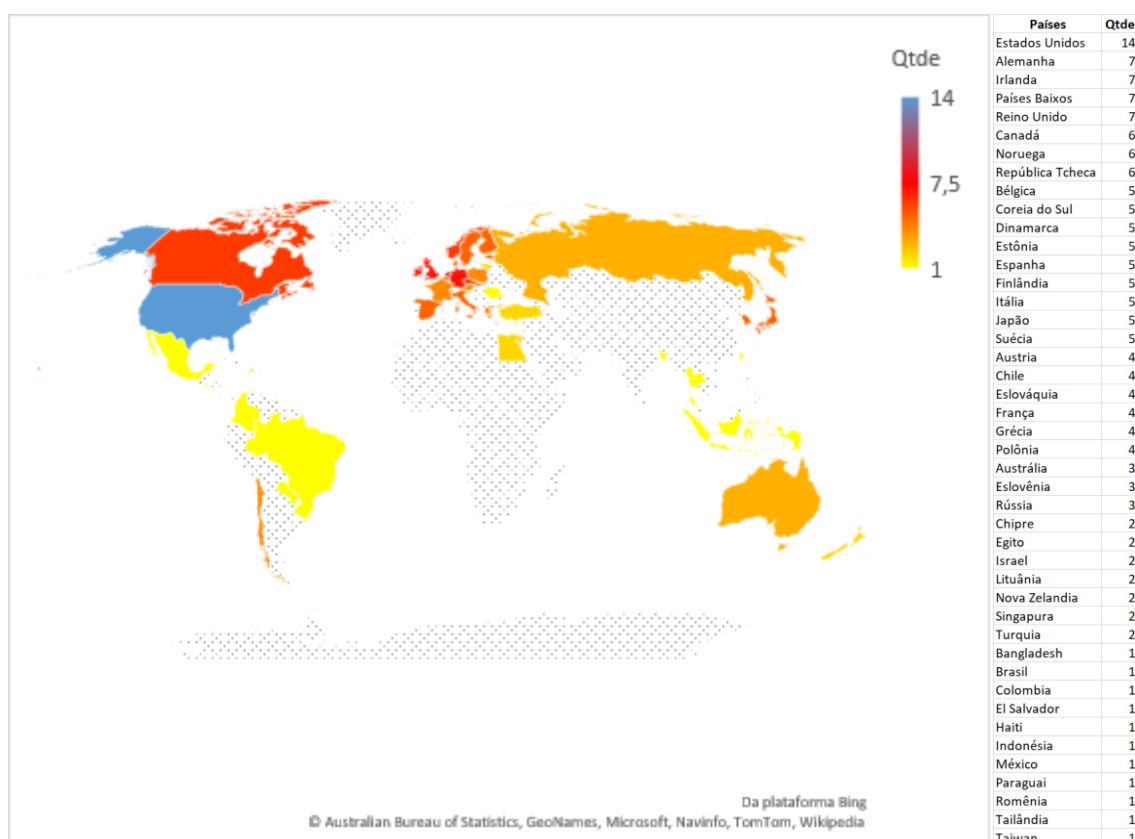 Qtde
14
7,5
1
Da plataforma Bing
© Australian Bureau of Statistics, GeoNames, Microsoft, Navinfo, TomTom, Wikipedia
Países Qtde
Estados Unidos 14
Alemanha 7
Irlanda 7
Países Baixos 7
Reino Unido 7
Canadá 6
Noruega 6
República Tcheca 6
Bélgica 5
Coreia do Sul 5
Dinamarca 5
Estônia 5
Espanha 5
Finlândia 5
Itália 5
Japão 5
Suécia 5
Austria 4
Chile 4
Eslováquia 4
França 4
Grécia 4
Polônia 4
Austrália 3
Eslovênia 3
Rússia 3
Chipre 2
Egito 2
Israel 2
Lituânia 2
Nova Zelandia 2
Singapura 2
Turquia 2
Bangladesh 1
Brasil 1
Colombia 1
El Salvador 1
Haiti 1
Indonésia 1
México 1
Paraguai 1
Romênia 1
Tailândia 1
Taiwan 1